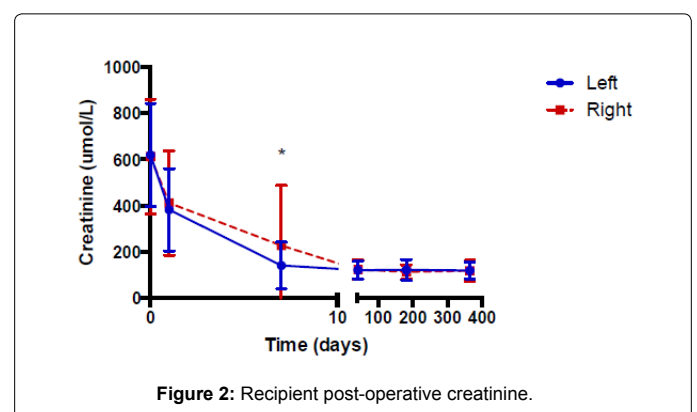 1000
800
600
400
200
0
Creatinine (umol/L)
*
Left
Right
0 10 100 200 300 400
Time (days)
Figure 2: Recipient post-operative creatinine.